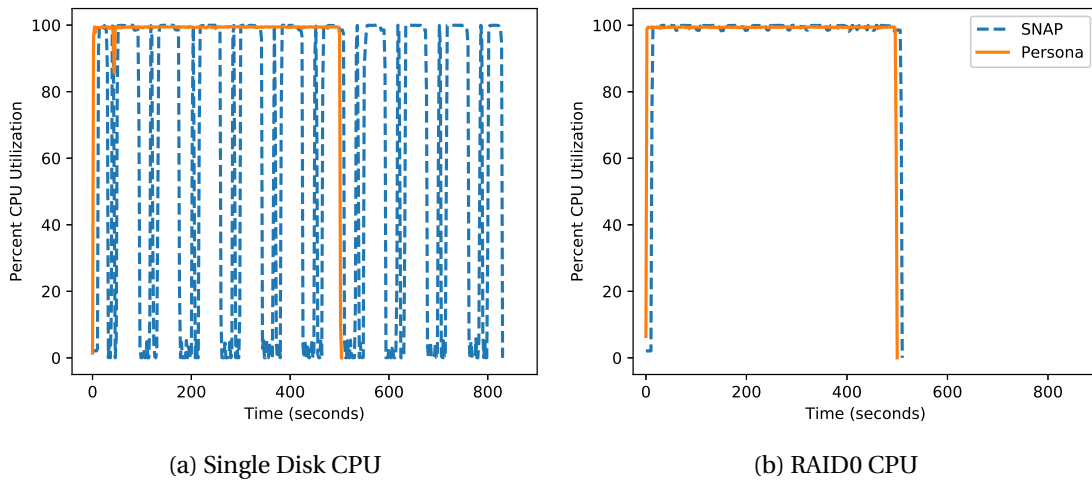 100
80
60
40
20
0
Percent CPU Utilization
0 200 400 600 800
Time (seconds)
(a) Single Disk CPU
100
80
60
40
20
0
Percent CPU Utilization
SNAP
Persona
0 200 400 600 800
Time (seconds)
(b) RAID0 CPU